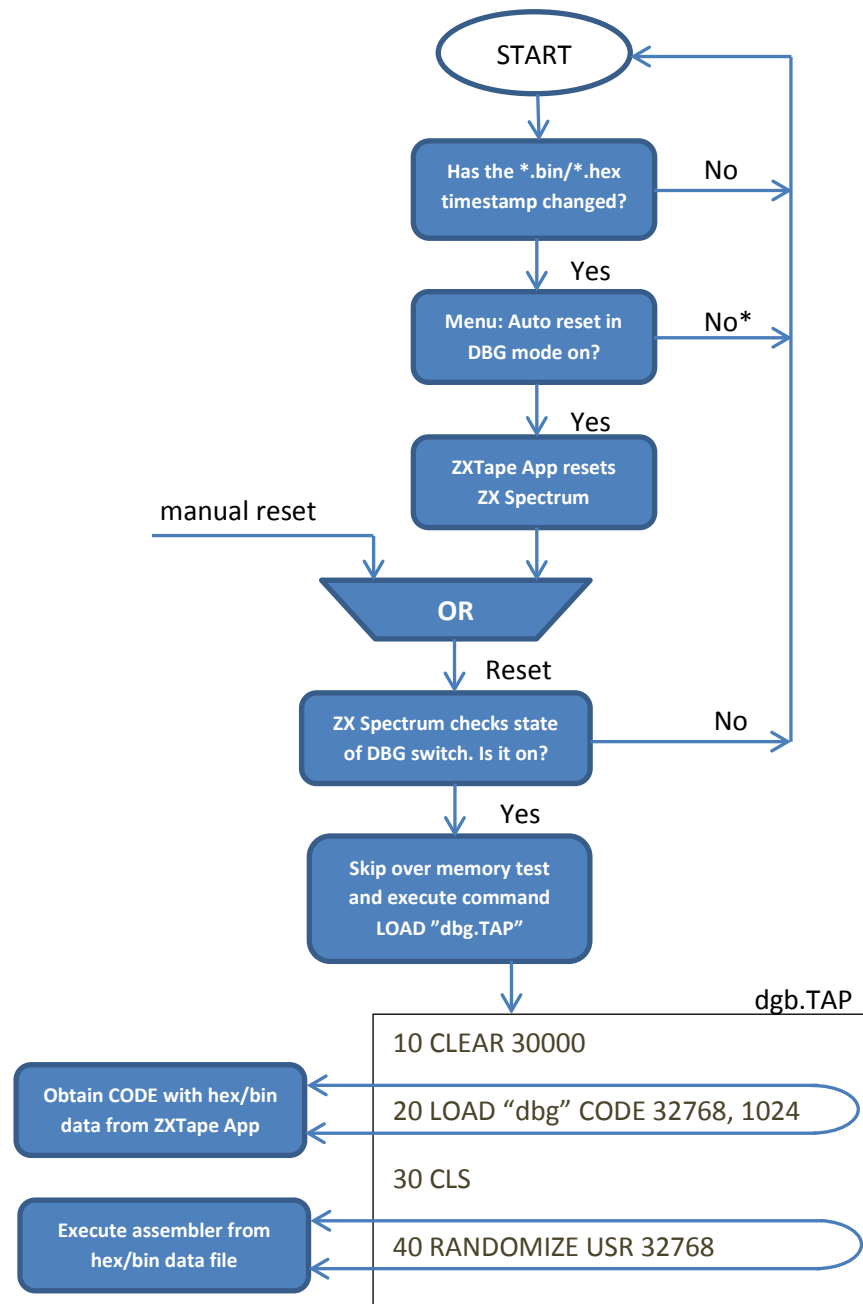 START
Has the *.bin/*.hex
timestamp changed?
No
Yes
Menu: Auto reset in
DBG mode on?
No*
Yes
ZXTape App resets
ZX Spectrum
manual reset
OR
Reset
ZX Spectrum checks state
of DBG switch. Is it on?
No
Yes
Skip over memory test
and execute command
LOAD ”dbg.TAP”
dgb.TAP
10 CLEAR 30000
Obtain CODE with hex/bin
data from ZXTape App
20 LOAD “dbg” CODE 32768, 1024
30 CLS
Execute assembler from
hex/bin data file
40 RANDOMIZE USR 32768